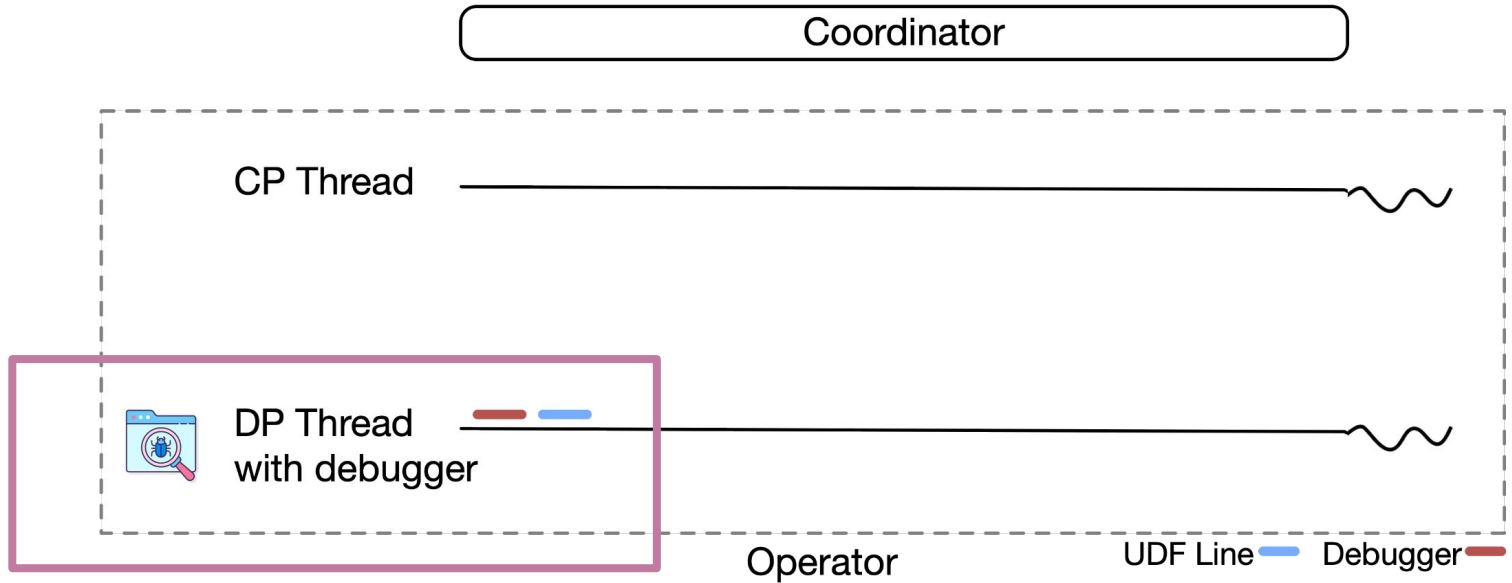 Coordinator
CP Thread
DP Thread
with debugger
Operator
UDF Line
Debugger